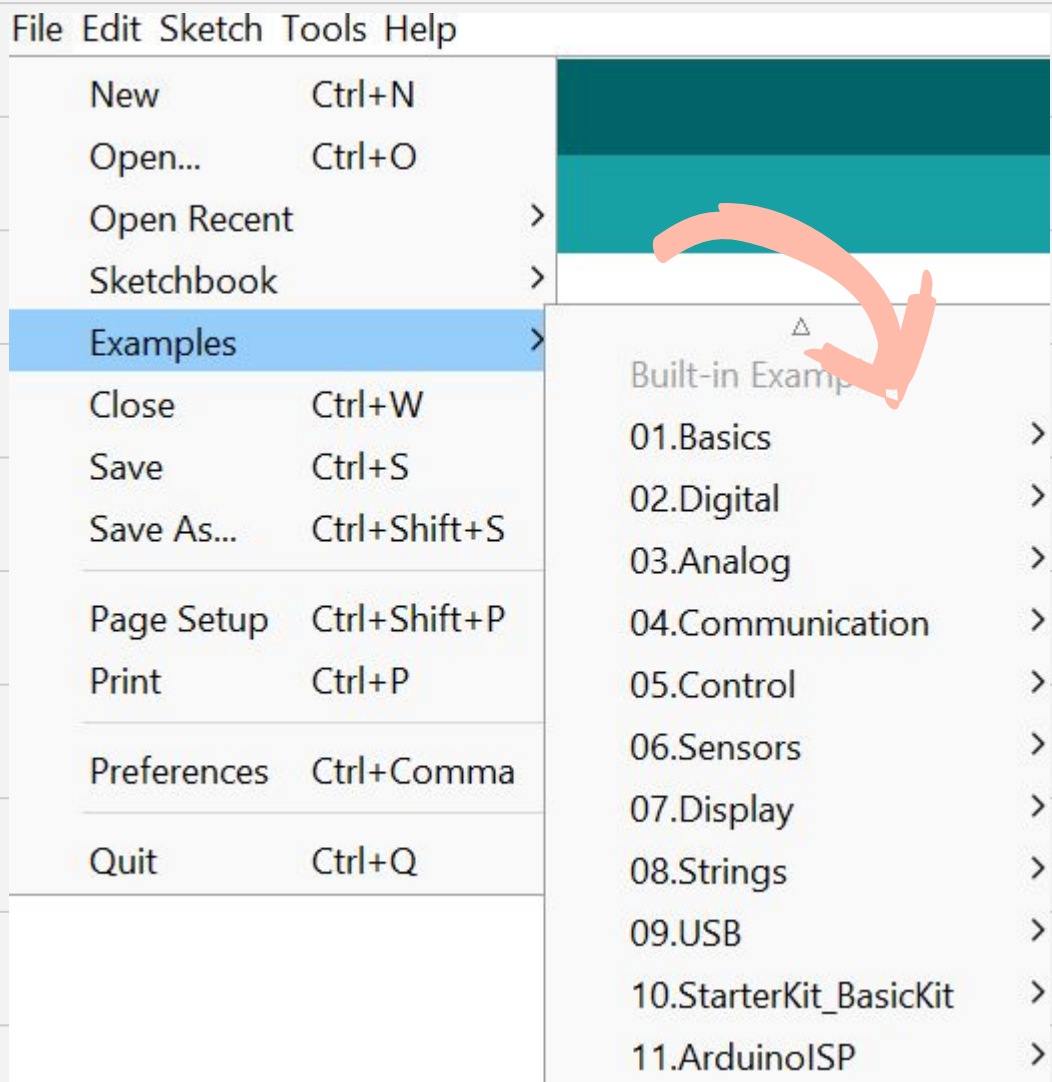 File Edit Sketch Tools Help
New Ctrl+N
Open... Ctrl+O
Open Recent
Sketchbook
Examples
Close Ctrl+W
Save Ctrl+S
Save As... Ctrl+Shift+S
Page Setup Ctrl+Shift+P
Print Ctrl+P
Preferences Ctrl+Comma
Quit Ctrl+Q
Built-in
01.Basics
02.Digital
03.Analog
04.Communication
05.Control
06.Sensors
07.Display
08.Strings
09.USB
10.StarterKit_BasicKit
11.ArduinoISP